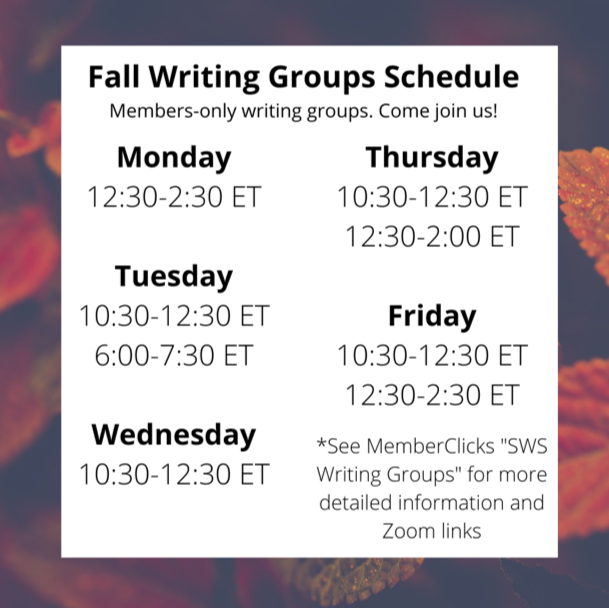 Fall Writing Groups Schedule
Members-only writing groups. Come join us!
Monday
12:30-2:30 ET
Tuesday
10:30-12:30 ET
6:00-7:30 ET
Wednesday
10:30-12:30 ET
Thursday
10:30-12:30 ET
12:30-2:00 ET
Friday
10:30-12:30 ET
12:30-2:30 ET
*See MemberClicks "SWS
Writing Groups" for more
detailed information and
Zoom links